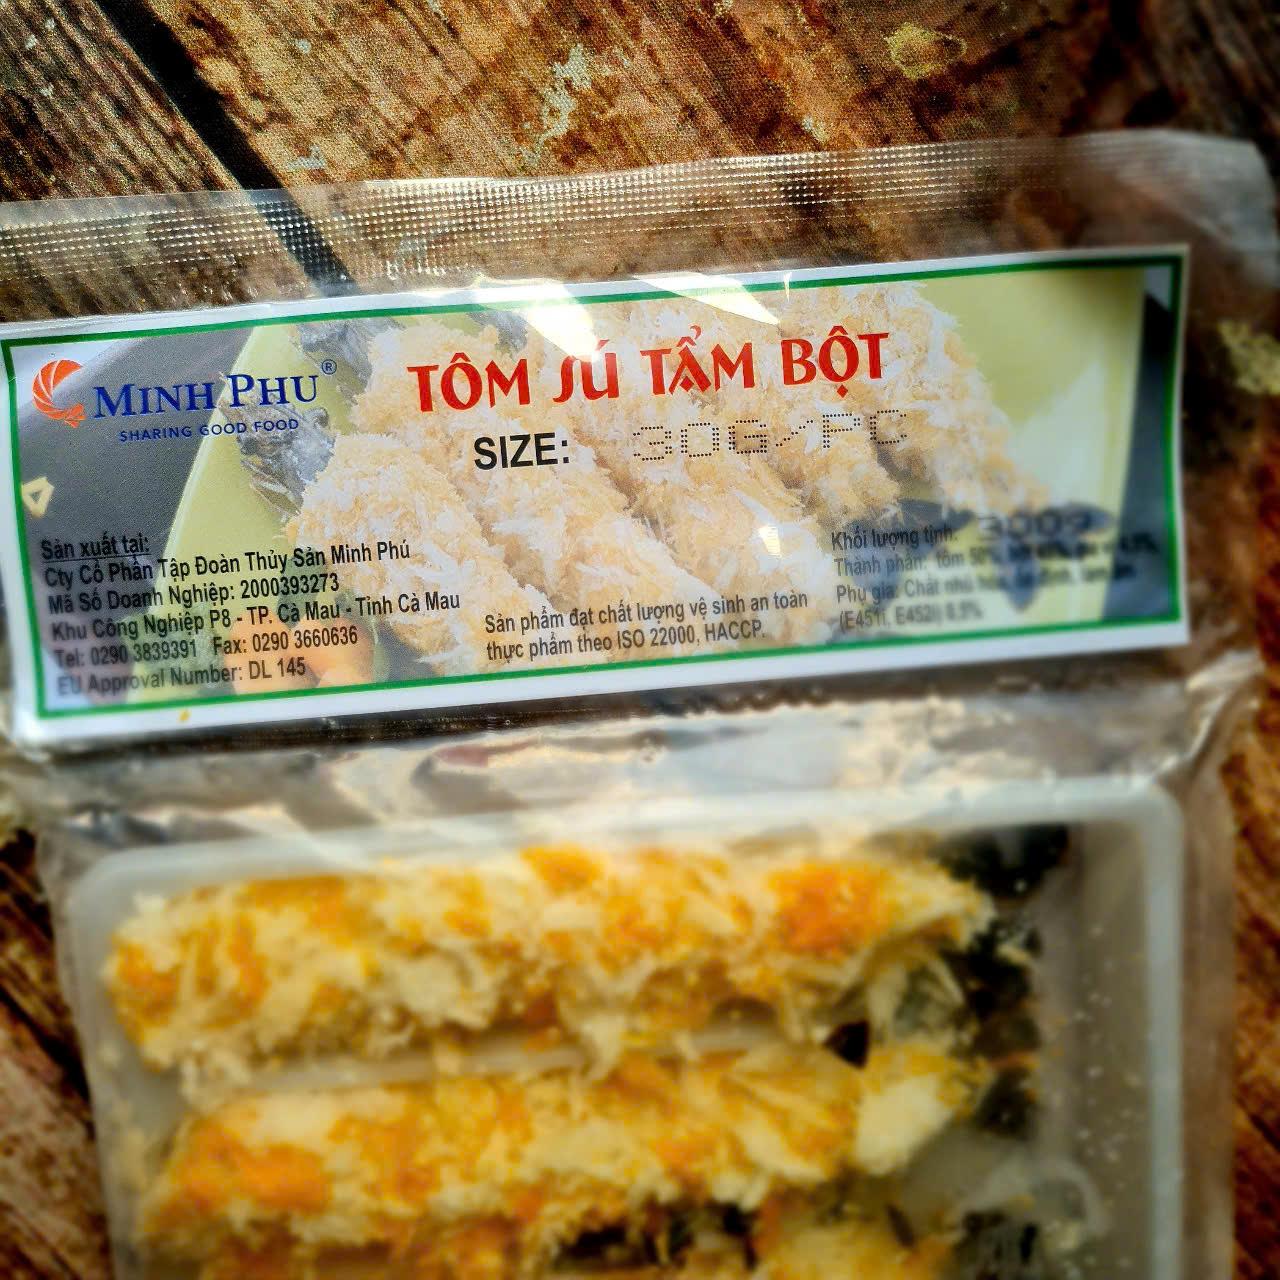 MINH PHU®
SHARING GOOD FOOD
TÔM SÚ TẨM BỘT
SIZE: 30G/PC
Sản xuất tại:
Cty Cổ Phần Tập Đoàn Thủy Sản Minh Phú
Mã Số Doanh Nghiệp: 2000393273
Khu Công Nghiệp P8 - TP. Cà Mau - Tỉnh Cà Mau
Tel: 0290 3839391 Fax: 0290 3660636
EU Approval Number: DL 145
Sản phẩm đạt chất lượng vệ sinh an toàn
thực phẩm theo ISO 22000, HACCP.
Khối lượng tịnh: 300g
Thành phần: tôm 50%,
Phụ gia: Chất nhũ hóa,
(E451i, E452i)